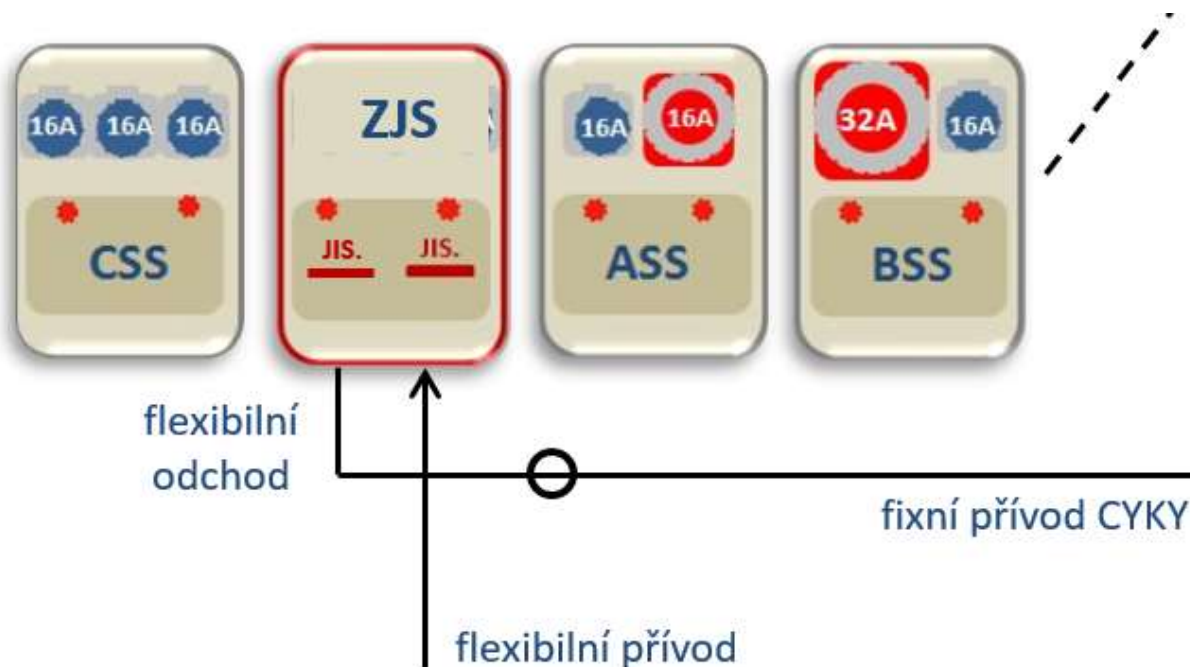 16A 16A 16A
ZJS
16A 16A
32A 16A
CSS
JIS. JIS.
ASS
BSS
flexibilní
odchod
fixní přívod CYKY
flexibilní přívod